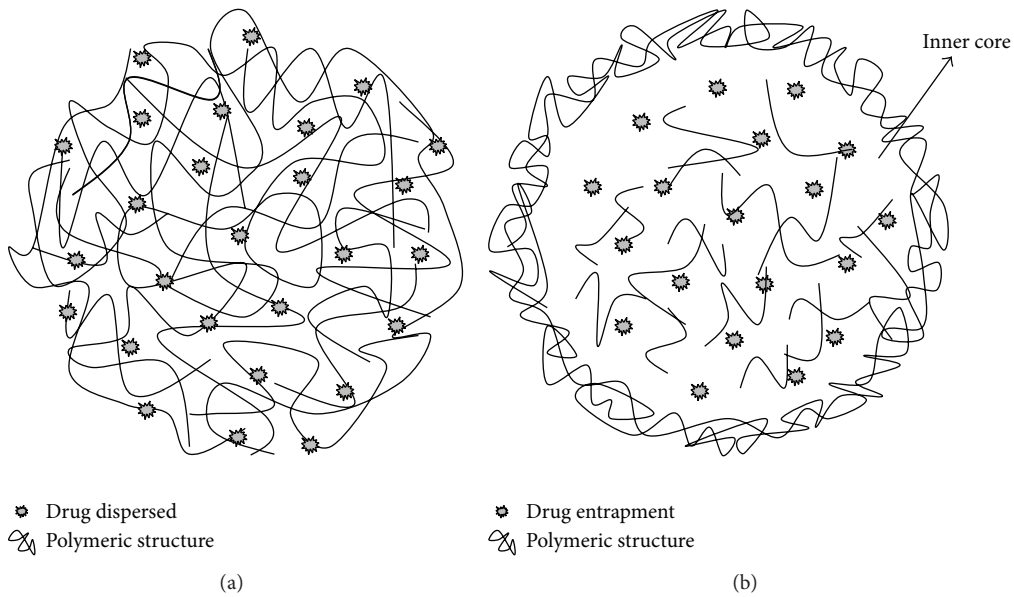 Inner core
Drug dispersed
Polymeric structure
(a)
Drug entrapment
Polymeric structure
(b)